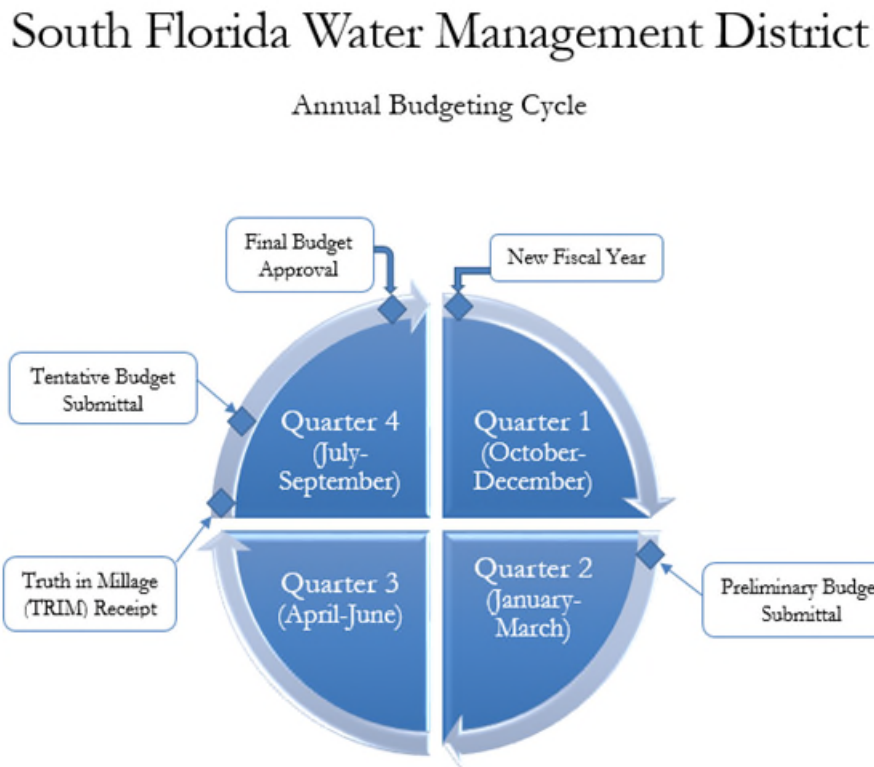 South Florida Water Management District
Annual Budgeting Cycle
Final Budget
Approval
New Fiscal Year
Tentative Budget
Submittal
Quarter 4
(July-
September)
Quarter 1
(October-
December)
Truth in Millage
(TRIM) Receipt
Quarter 3
(April-June)
Quarter 2
(January-
March)
Preliminary Budge
Submittal